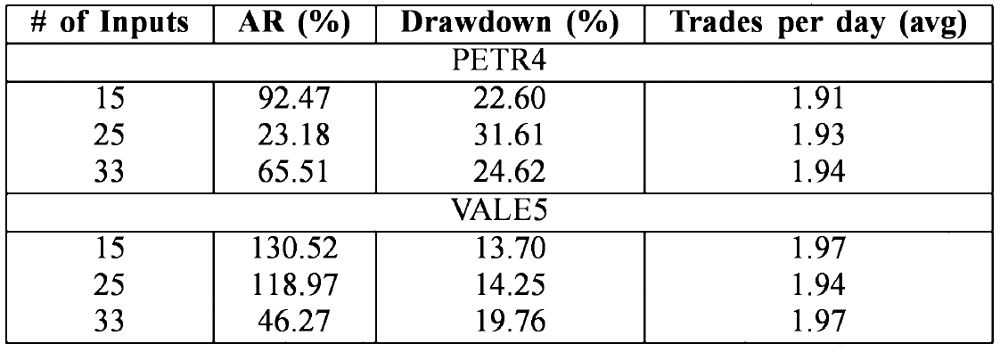 # of Inputs AR (%) Drawdown (%) Trades per day (avg)
PETR4
15 92.47 22.60 1.91
25 23.18 31.61 1.93
33 65.51 24.62 1.94
VALE5
15 130.52 13.70 1.97
25 118.97 14.25 1.94
33 46.27 19.76 1.97